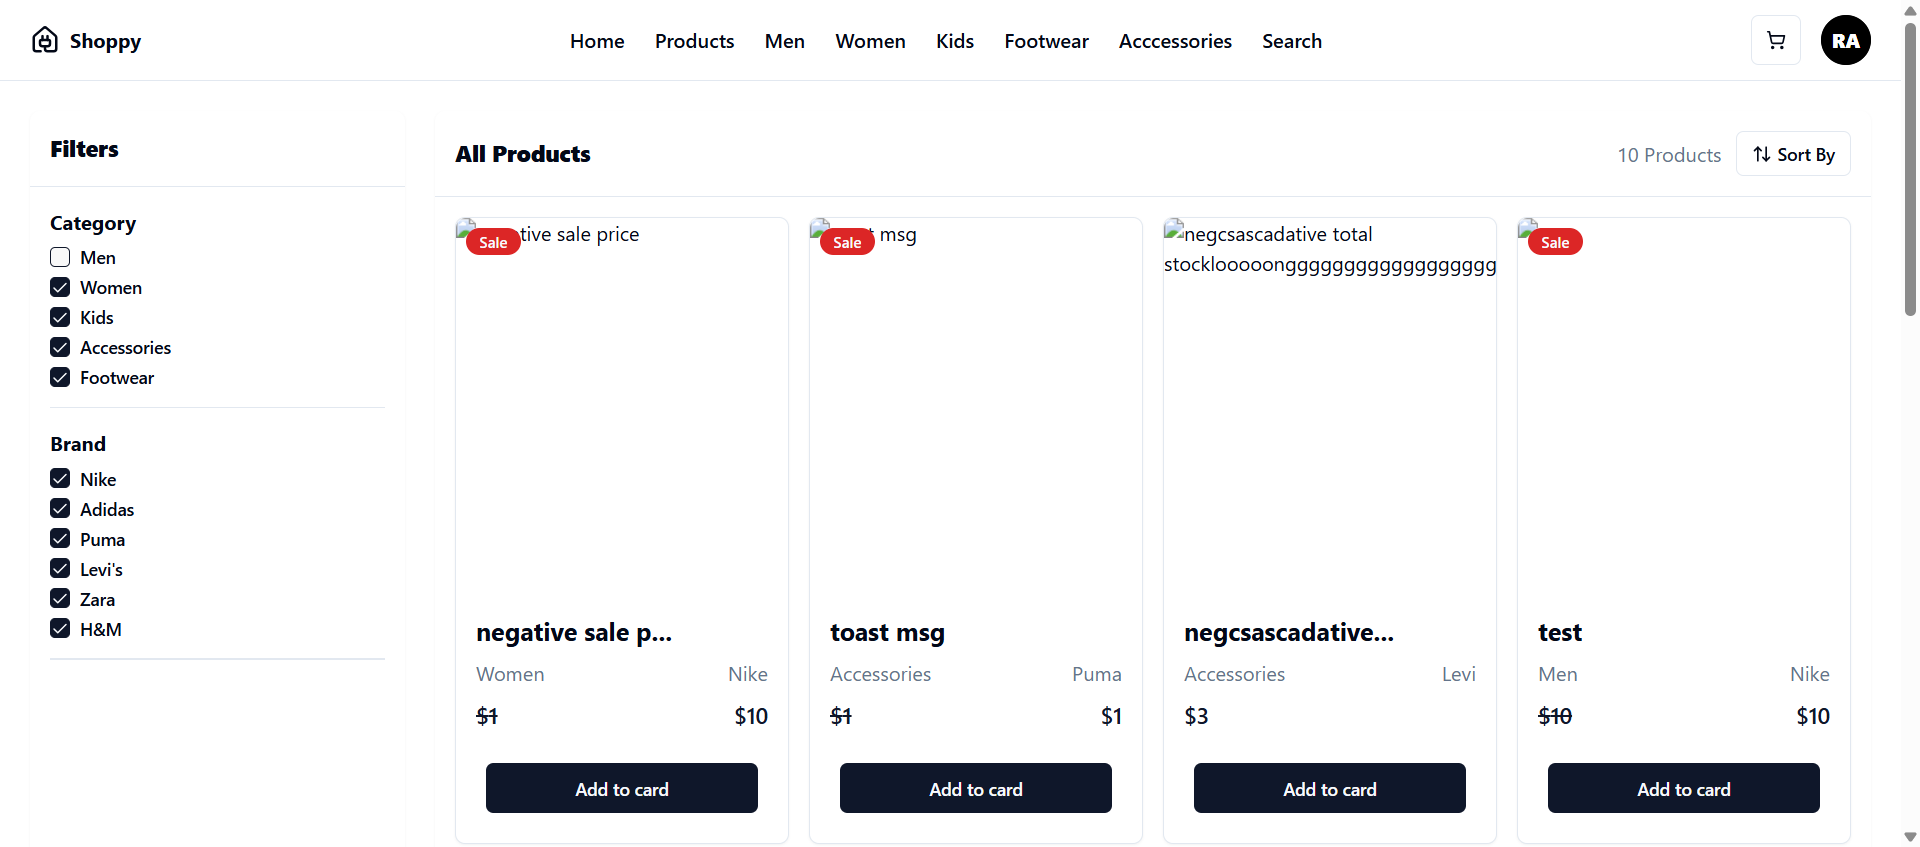 Shoppy
Home Products Men Women Kids Footwear Acccessories Search
RA
Filters
Category
Men
Women
Kids
Accessories
Footwear
Brand
Nike
Adidas
Puma
Levi's
Zara
H&M
All Products
10 Products
Sort By
Sale
tive sale price
negative sale p...
Women Nike
$1 $10
Add to card
Sale
msg
toast msg
Accessories Puma
$1 $1
Add to card
negcsascadative total
negcsascadative...
Accessories Levi
$3
Add to card
Sale
test
Men Nike
$10 $10
Add to card